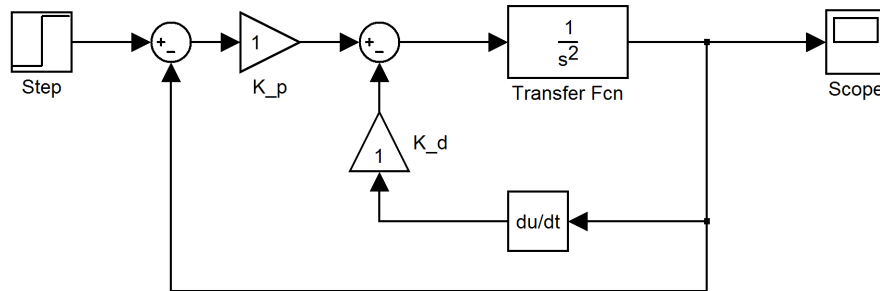 Step
+
−
1
K_p
+
−
1
s2
Transfer Fcn
Scope
1
K_d
du/dt